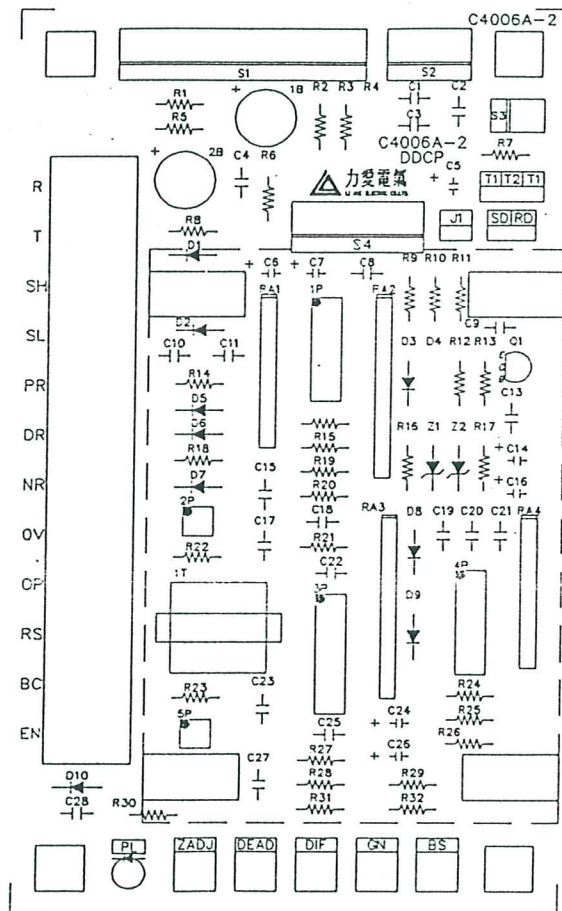 C4006A-2
S1
S2
R1
1B
R2 R3 R4
C1
C2
R5
C3
S3
C4006A-2
DDCP
2B
C4
R6
R7
力愛電氣
C5
T1 T2 T1
R
J1
SD RD
R8
T
D1
S4
C6
C7
C8
R9 R10 R11
SH
RA1
1P
RA2
C9
D2
SL
C10
C11
D3 D4 R12 R13
Q1
R14
PR
C13
D5
DR
D6
R15
R16 Z1 Z2 R17
R18
R19
C14
C15
NR
D7
R20
C16
2P
C18
RA3
D8
C19 C20 C21
RA4
0V
C17
R21
R22
C22
OP
1T
3P
4P
D9
RS
BC
R23
C23
R24
5P
C24
R25
EN
C25
R26
R27
C26
D10
C27
R28
R29
C28
R30
R31
R32
PL
ZADJ
DEAD
DIF
GN
BS